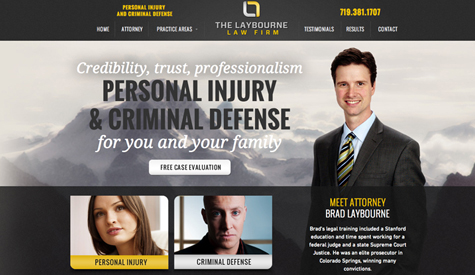 PERSONAL INJURY
AND CRIMINAL DEFENSE
THE LAYBOURNE
LAW FIRM
719.381.1707
HOME
ATTORNEY
PRACTICE AREAS
TESTIMONIALS
RESULTS
CONTACT
Credibility, trust, professionalism
PERSONAL INJURY
& CRIMINAL DEFENSE
for you and your family
FREE CASE EVALUATION
PERSONAL INJURY
CRIMINAL DEFENSE
MEET ATTORNEY
BRAD LAYBOURNE
Brad's legal training included a Stanford
education and time spent working for a
federal judge and a state Supreme Court
Justice. He was an elite prosecutor in
Colorado Springs, winning many
convictions.